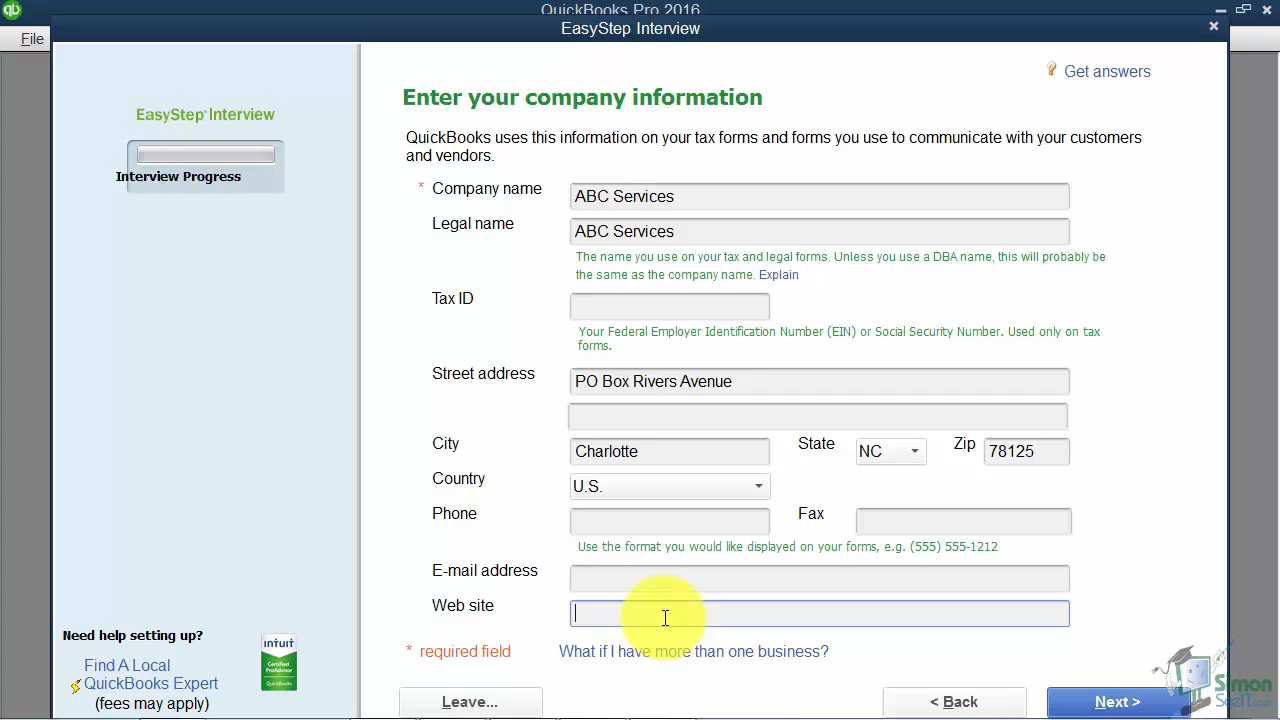 QuickBooks Pro 2016
EasyStep Interview
File
Get answers
EasyStep Interview
Interview Progress
Enter your company information
QuickBooks uses this information on your tax forms and forms you use to communicate with your customers
and vendors.
* Company name ABC Services
Legal name ABC Services
The name you use on your tax and legal forms. Unless you use a DBA name, this will probably be
the same as the company name. Explain
Tax ID
Your Federal Employer Identification Number (EIN) or Social Security Number. Used only on tax
forms.
Street address PO Box Rivers Avenue
City Charlotte State NC Zip 78125
Country U.S.
Phone Fax
Use the format you would like displayed on your forms, e.g. (555) 555-1212
E-mail address
Web site
* required field What if I have more than one business?
Need help setting up?
Find A Local
QuickBooks Expert
(fees may apply)
INTUIT
Certified
ProAdvisor
QuickBooks
Leave... < Back Next >
Simon
SezIT.com